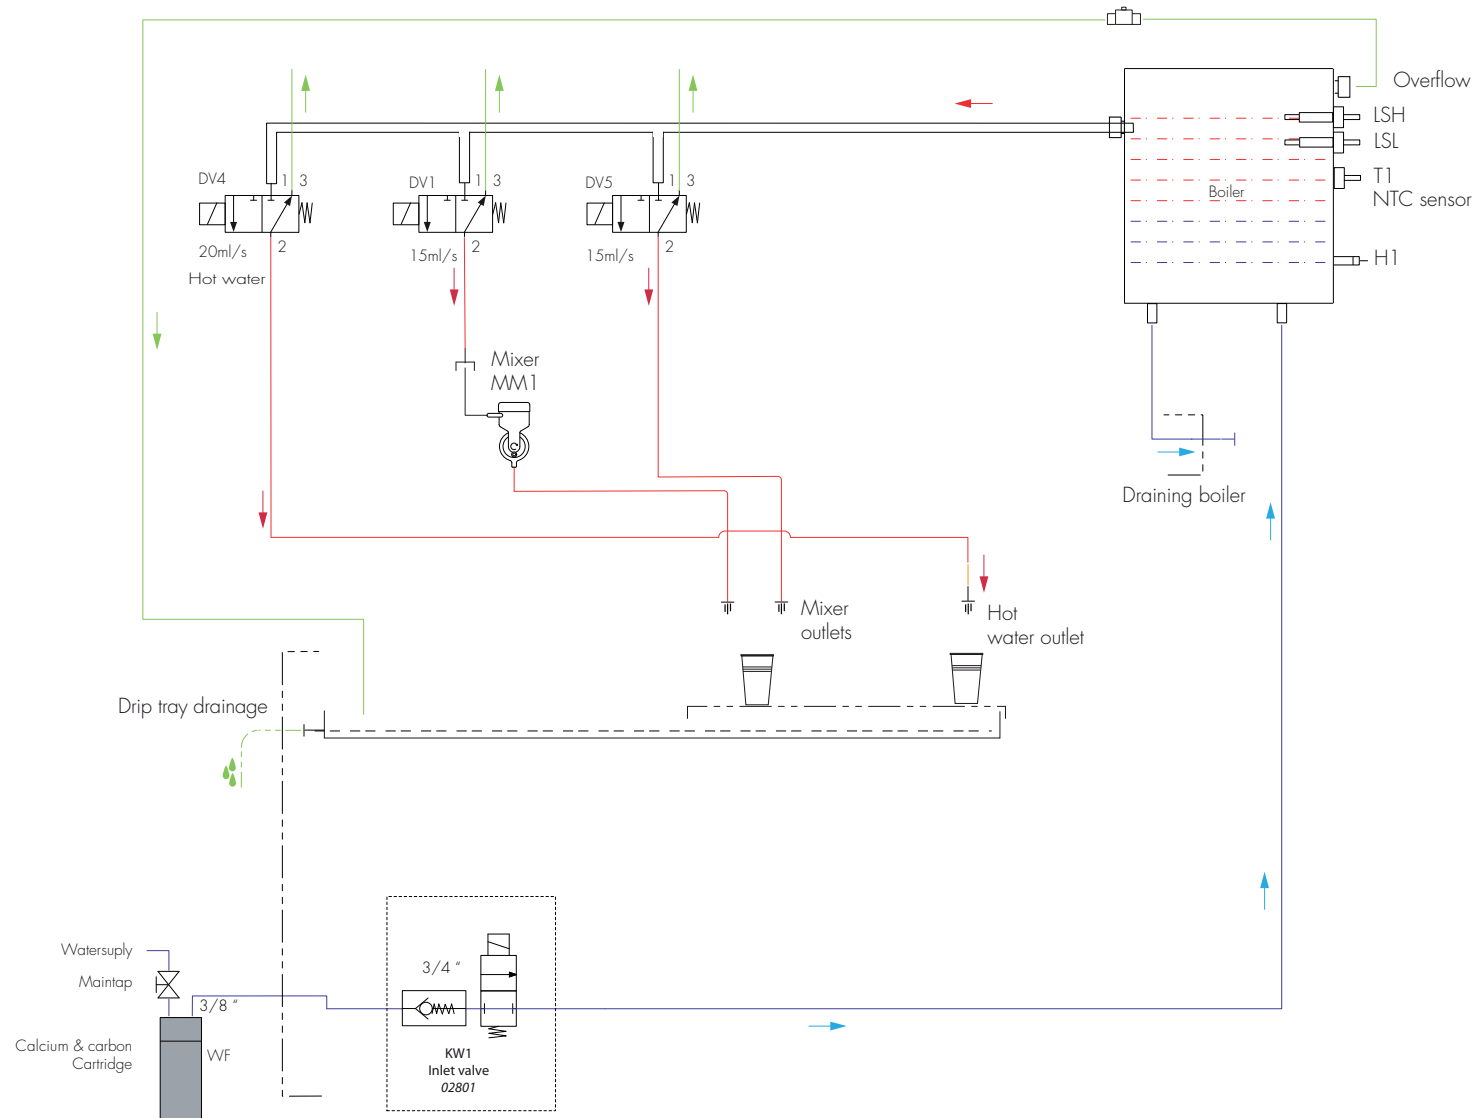 Overflow
LSH
LSL
T1
NTC sensor
Boiler
H1
DV4
1 3
DV1
1 3
DV5
1 3
2
2
2
20ml/s
15ml/s
15ml/s
Hot water
Mixer
MM1
Draining boiler
Mixer
outlets
Hot
water outlet
Drip tray drainage
Watersuply
Maintap
3/8 "
3/4 "
Calcium & carbon
Cartridge
WF
KW1
Inlet valve
02801